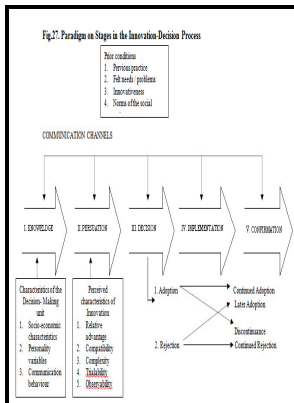 Fig.27. Paradigm on Stages in the Innovation-Decision Process
Prior conditions
1. Pervious practice
2. Felt needs / problems
3. Innovativeness
4. Norms of the social
COMMUNICATION CHANNELS
I. KNOWELDGE
II.PERSUATION
III. DECISION
IV. IMPLEMENTATION
V. CONFIRMATION
Characteristics of the
Decision- Making
unit
1. Socio-economic
characteristics
2. Personality
variables
3. Communication
behaviour
Perceived
characteristics of
Innovation
1. Relative
advantage
2. Compatibility
3. Complexity
4. Trialability
5. Observability
1. Adoption
2. Rejection
Continued Adoption
Later Adoption
Discontinuance
Continued Rejection